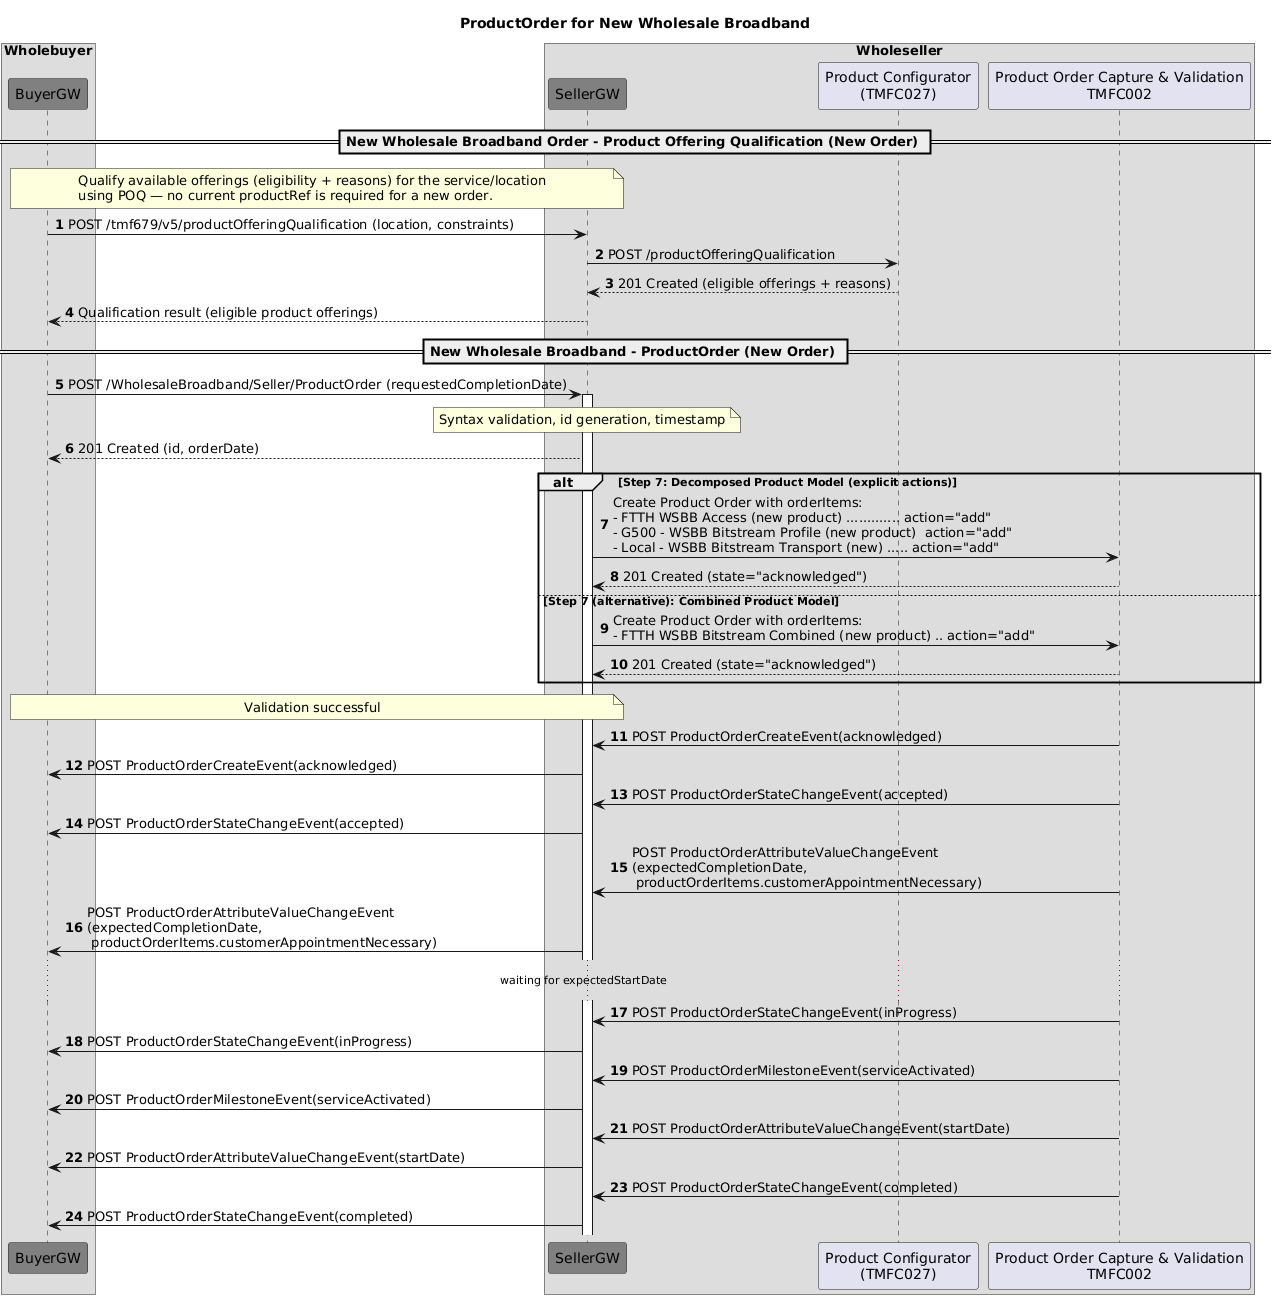 ProductOrder for New Wholesale Broadband
Wholebuyer
Wholeseller
BuyerGW
SellerGW
Product Configurator
(TMFC027)
Product Order Capture & Validation
TMFC002
New Wholesale Broadband Order - Product Offering Qualification (New Order)
Qualify available offerings (eligibility + reasons) for the service/location
using POQ — no current productRef is required for a new order.
1 POST /tmf679/v5/productOfferingQualification (location, constraints)
2 POST /productOfferingQualification
3 201 Created (eligible offerings + reasons)
4 Qualification result (eligible product offerings)
New Wholesale Broadband - ProductOrder (New Order)
5 POST /WholesaleBroadband/Seller/ProductOrder (requestedCompletionDate)
Syntax validation, id generation, timestamp
6 201 Created (id, orderDate)
alt [Step 7: Decomposed Product Model (explicit actions)]
Create Product Order with orderItems:
- FTTH WSBB Access (new product) ............. action="add"
7
- G500 - WSBB Bitstream Profile (new product)  action="add"
- Local - WSBB Bitstream Transport (new) ..... action="add"
8 201 Created (state="acknowledged")
[Step 7 (alternative): Combined Product Model]
9
Create Product Order with orderItems:
- FTTH WSBB Bitstream Combined (new product) .. action="add"
10 201 Created (state="acknowledged")
Validation successful
11 POST ProductOrderCreateEvent(acknowledged)
12 POST ProductOrderCreateEvent(acknowledged)
13 POST ProductOrderStateChangeEvent(accepted)
14 POST ProductOrderStateChangeEvent(accepted)
POST ProductOrderAttributeValueChangeEvent
15 (expectedCompletionDate,
productOrderItems.customerAppointmentNecessary)
POST ProductOrderAttributeValueChangeEvent
16 (expectedCompletionDate,
productOrderItems.customerAppointmentNecessary)
waiting for expectedStartDate
17 POST ProductOrderStateChangeEvent(inProgress)
18 POST ProductOrderStateChangeEvent(inProgress)
19 POST ProductOrderMilestoneEvent(serviceActivated)
20 POST ProductOrderMilestoneEvent(serviceActivated)
21 POST ProductOrderAttributeValueChangeEvent(startDate)
22 POST ProductOrderAttributeValueChangeEvent(startDate)
23 POST ProductOrderStateChangeEvent(completed)
24 POST ProductOrderStateChangeEvent(completed)
BuyerGW
SellerGW
Product Configurator
(TMFC027)
Product Order Capture & Validation
TMFC002